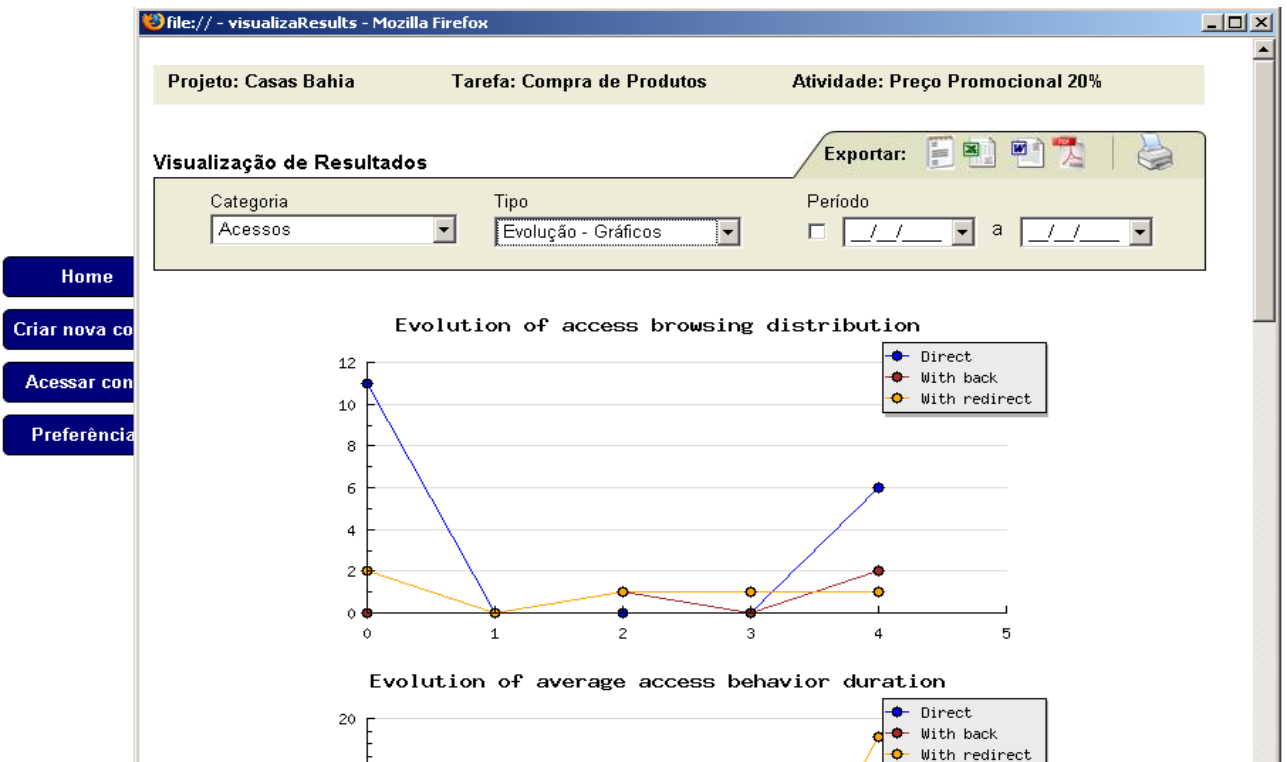 file:// - visualizaResults - Mozilla Firefox
Projeto: Casas Bahia Tarefa: Compra de Produtos Atividade: Preço Promocional 20%
Visualização de Resultados Exportar:
Categoria Tipo Período
Acessos Evolução - Gráficos __/__/____ a __/__/____
Home
Criar nova co
Acessar con
Preferência
Evolution of access browsing distribution
Direct
With back
With redirect
12
10
8
6
4
2
0
0 1 2 3 4 5
Evolution of average access behavior duration
Direct
With back
With redirect
20